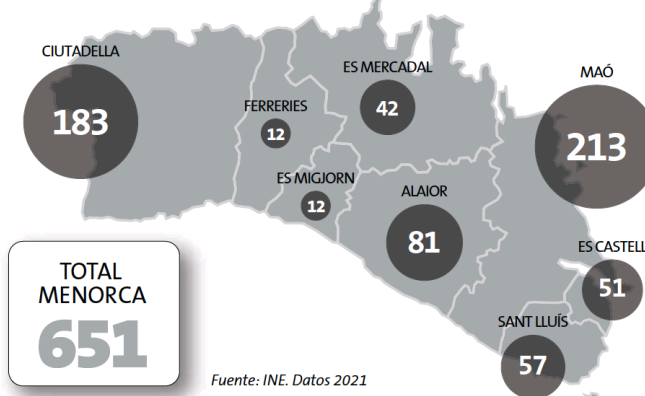 CIUTADELLA
183
FERRERIES
12
ES MERCADAL
42
MAÓ
213
ES MIGJORN
12
ALAIOR
81
ES CASTELL
51
SANT LLUÍS
57
TOTAL
MENORCA
651
Fuente: INE. Datos 2021